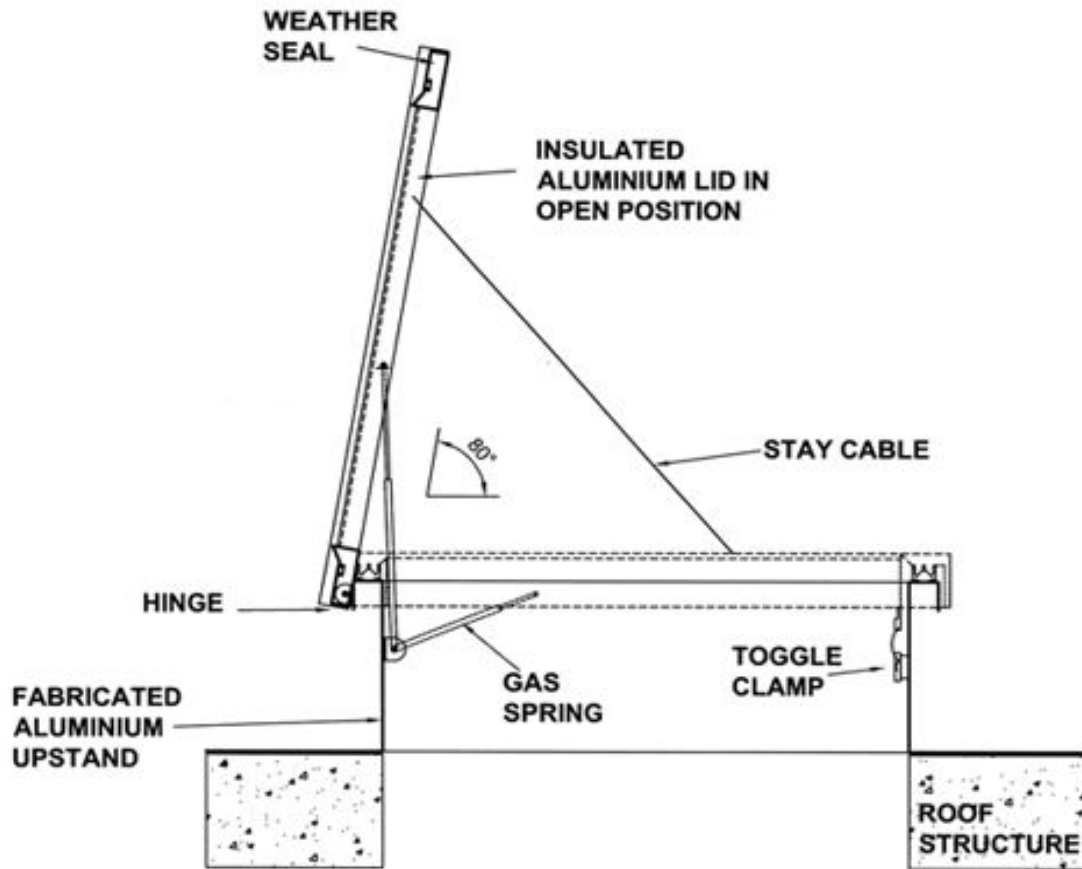 WEATHER
SEAL
INSULATED
ALUMINIUM LID IN
OPEN POSITION
80°
STAY CABLE
HINGE
TOGGLE
CLAMP
GAS
SPRING
FABRICATED
ALUMINIUM
UPSTAND
ROOF
STRUCTURE